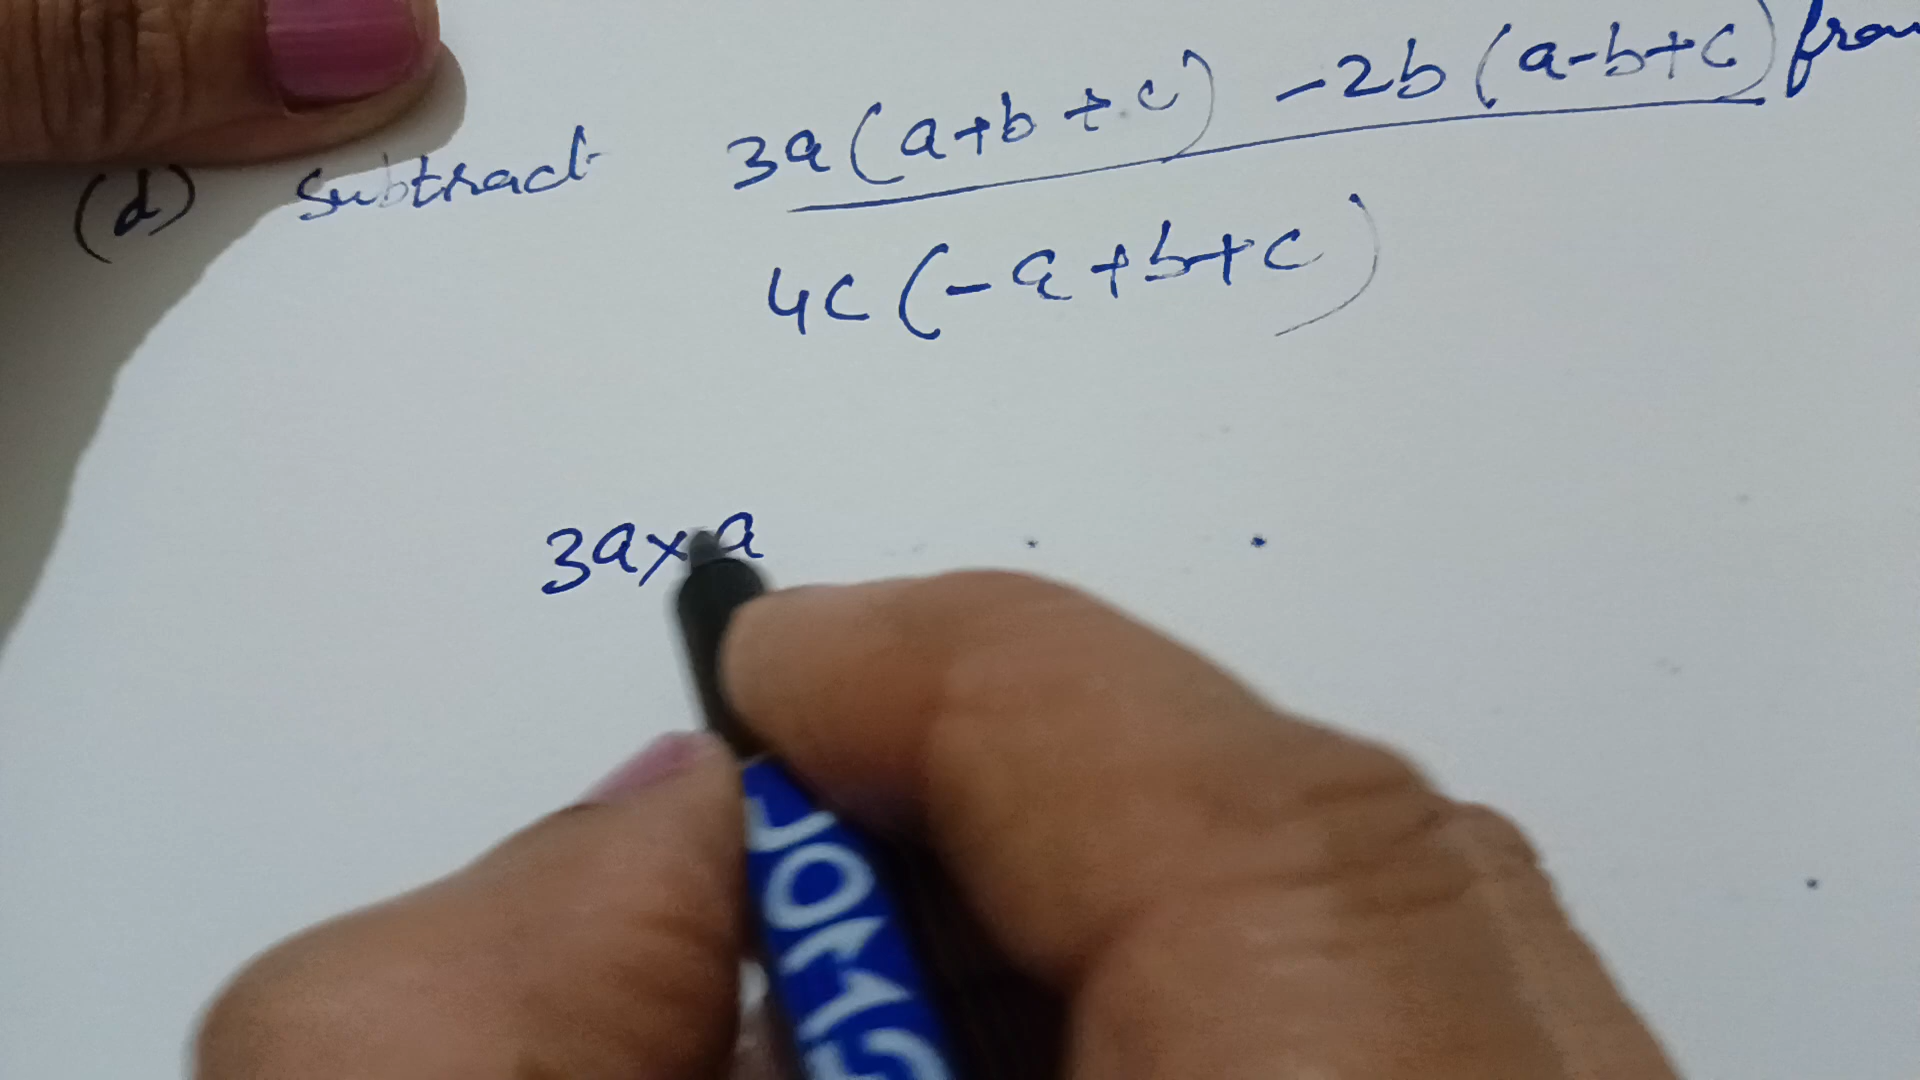 (d) subtract 3a(a+b+c) -2b(a-b+c) from
4c(-a+b+c)
3a×a